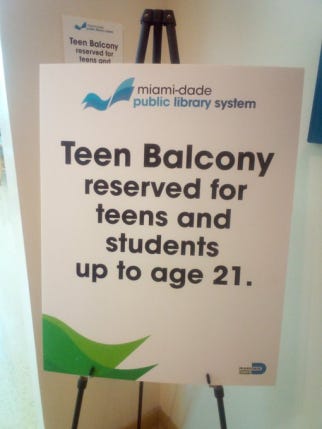 Teen Balcony
reserved for
teens and
miami-dade
public library system
Teen Balcony
reserved for
teens and
students
up to age 21.